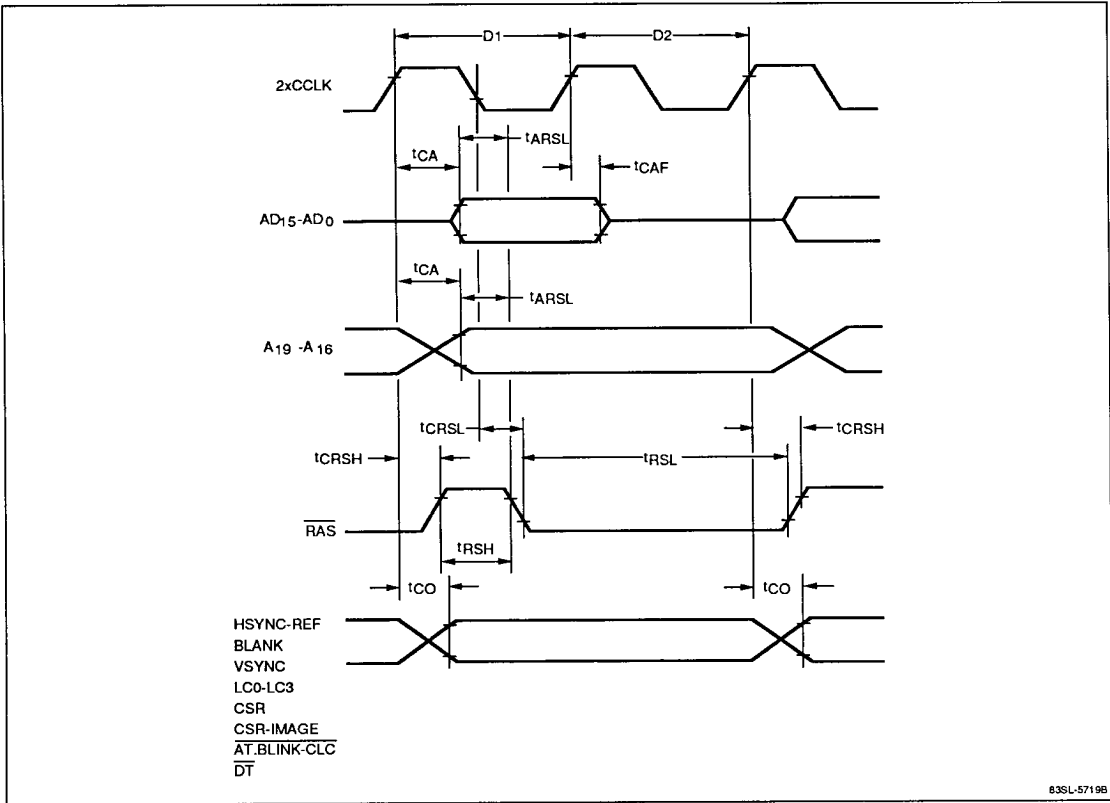 D1 D2
2xCCLK
tARSL
tCA tCAF
AD15-AD0
tCA
tARSL
A19 -A16
tCRSL tCRSH
tCRSH tRSL
RAS
tRSH
tCO tCO
HSYNC-REF
BLANK
VSYNC
LC0-LC3
CSR
CSR-IMAGE
AT.BLINK-CLC
DT
83SL-5719B